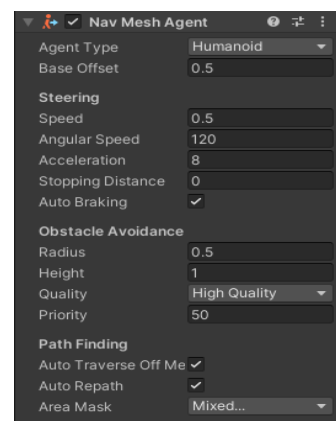 Nav Mesh Agent
Agent Type Humanoid
Base Offset 0.5
Steering
Speed 0.5
Angular Speed 120
Acceleration 8
Stopping Distance 0
Auto Braking
Obstacle Avoidance
Radius 0.5
Height 1
Quality High Quality
Priority 50
Path Finding
Auto Traverse Off Me
Auto Repath
Area Mask Mixed...